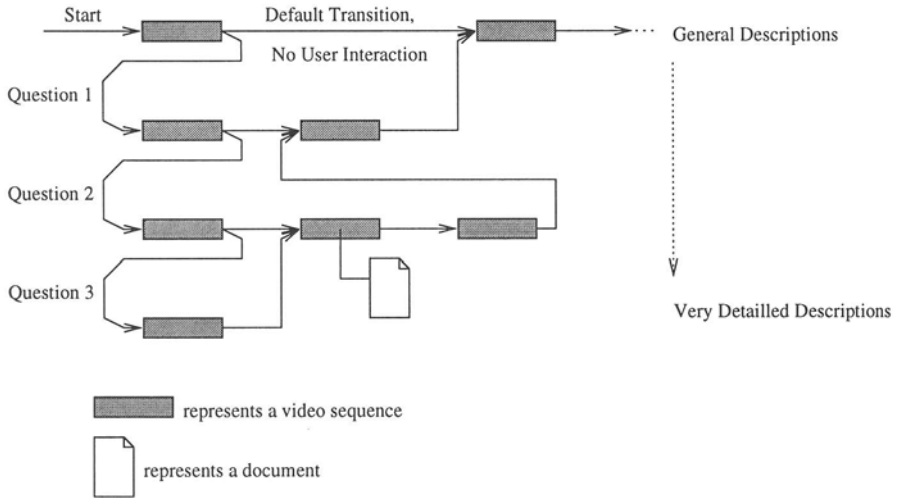 Start
Default Transition,
No User Interaction
General Descriptions
Question 1
Question 2
Question 3
Very Detailled Descriptions
represents a video sequence
represents a document